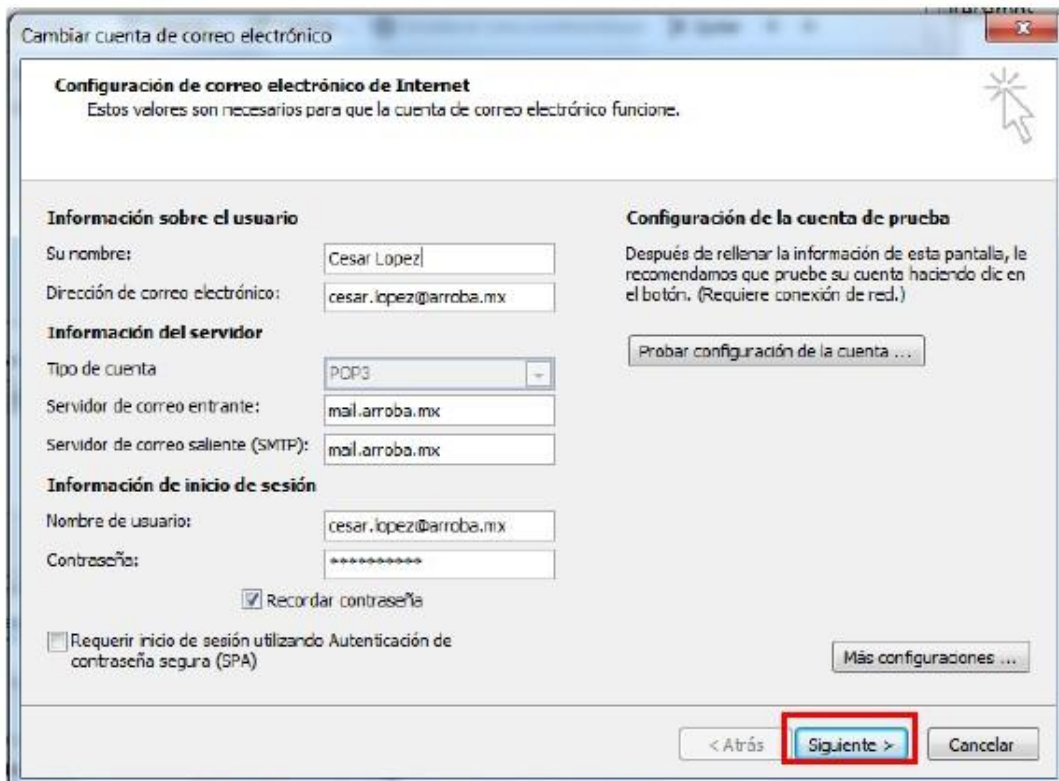 Cambiar cuenta de correo electrónico
Configuración de correo electrónico de Internet
Estos valores son necesarios para que la cuenta de correo electrónico funcione.
Información sobre el usuario
Su nombre:
Cesar Lopez
Dirección de correo electrónico:
cesar.lopez@arroba.mx
Información del servidor
Tipo de cuenta
POP3
Servidor de correo entrante:
mail.arroba.mx
Servidor de correo saliente (SMTP):
mail.arroba.mx
Información de inicio de sesión
Nombre de usuario:
cesar.lopez@arroba.mx
Contraseña:
**********
Recordar contraseña
Requerir inicio de sesión utilizando Autenticación de
contraseña segura (SPA)
Configuración de la cuenta de prueba
Después de rellenar la información de esta pantalla, le
recomendamos que pruebe su cuenta haciendo clic en
el botón. (Requiere conexión de red.)
Probar configuración de la cuenta ...
Más configuraciones ...
< Atrás
Siguiente >
Cancelar